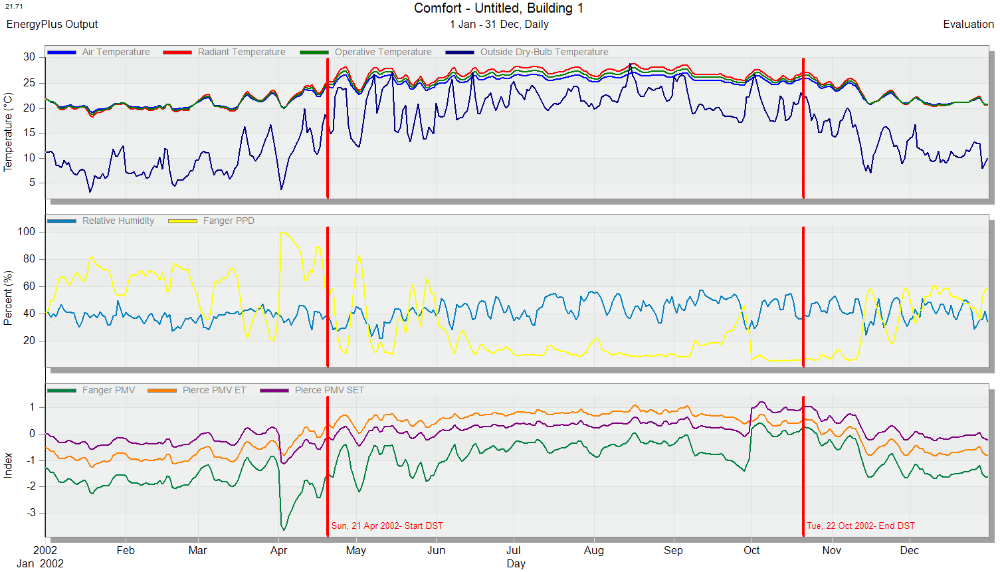 21.71
Comfort - Untitled, Building 1
EnergyPlus Output
1 Jan - 31 Dec, Daily
Evaluation
Air Temperature
Radiant Temperature
Operative Temperature
Outside Dry-Bulb Temperature
30
25
20
15
10
5
Temperature (°C)
Relative Humidity
Fanger PPD
100
80
60
40
20
Percent (%)
Fanger PMV
Pierce PMV ET
Pierce PMV SET
1
0
-1
-2
-3
Index
Sun, 21 Apr 2002- Start DST
Tue, 22 Oct 2002- End DST
2002 Feb Mar Apr May Jun Jul Aug Sep Oct Nov Dec
Jan 2002
Day